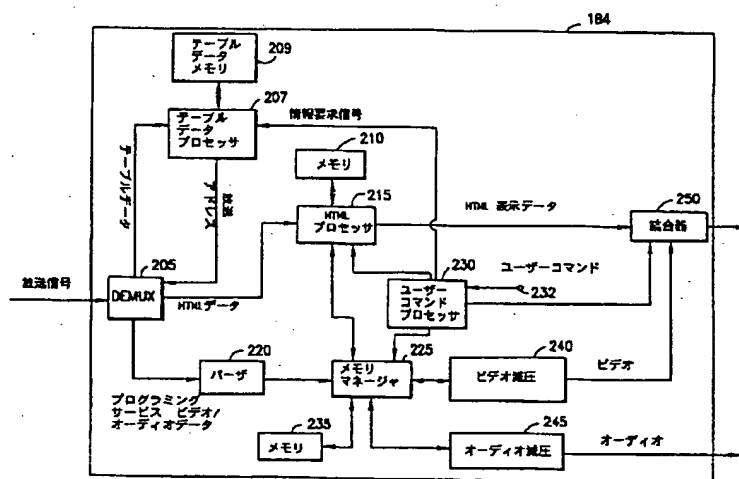 184
テーブル
データ
メモリ
209
207
テーブル
データ
プロセッサ
情報要求信号
210
メモリ
テーブルデータ
放送
アドレス
215
HTML
プロセッサ
HTML 表示データ
250
結合器
205
放送信号
DEMUX
HTMLデータ
230
ユーザー
コマンド
プロセッサ
ユーザーコマンド
232
220
パーザ
225
メモリ
マネージャ
240
ビデオ減圧
ビデオ
プログラミング
サービス ビデオ/
オーディオデータ
235
メモリ
245
オーディオ減圧
オーディオ